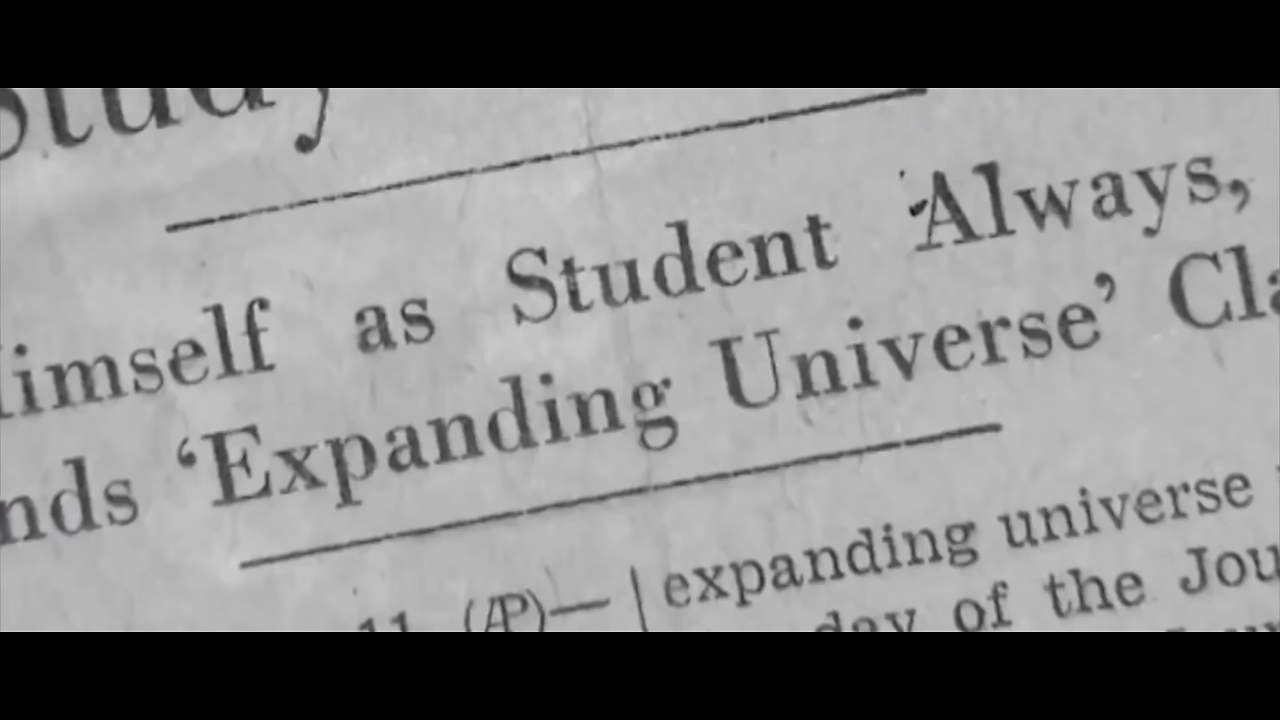 Study
imself as Student Always,
nds ‘Expanding Universe’ Cla
11 (AP)— expanding universe
day of the Jou